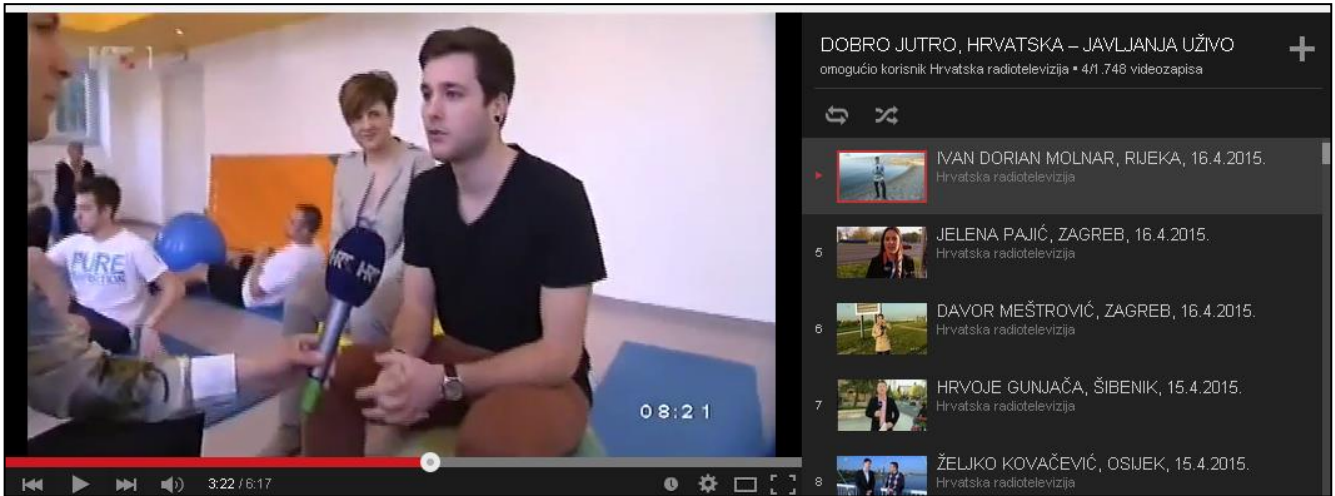 HRT 1
PURE
HRT HRT
08:21
3:22 / 6:17
DOBRO JUTRO, HRVATSKA – JAVLJANJA UŽIVO
omogućio korisnik Hrvatska radiotelevizija • 4/1.748 videozapisa
IVAN DORIAN MOLNAR, RIJEKA, 16.4.2015.
Hrvatska radiotelevizija
5
JELENA PAJIĆ, ZAGREB, 16.4.2015.
Hrvatska radiotelevizija
6
DAVOR MEŠTROVIĆ, ZAGREB, 16.4.2015.
Hrvatska radiotelevizija
7
HRVOJE GUNJAČA, ŠIBENIK, 15.4.2015.
Hrvatska radiotelevizija
8
ŽELJKO KOVAČEVIĆ, OSIJEK, 15.4.2015.
Hrvatska radiotelevizija